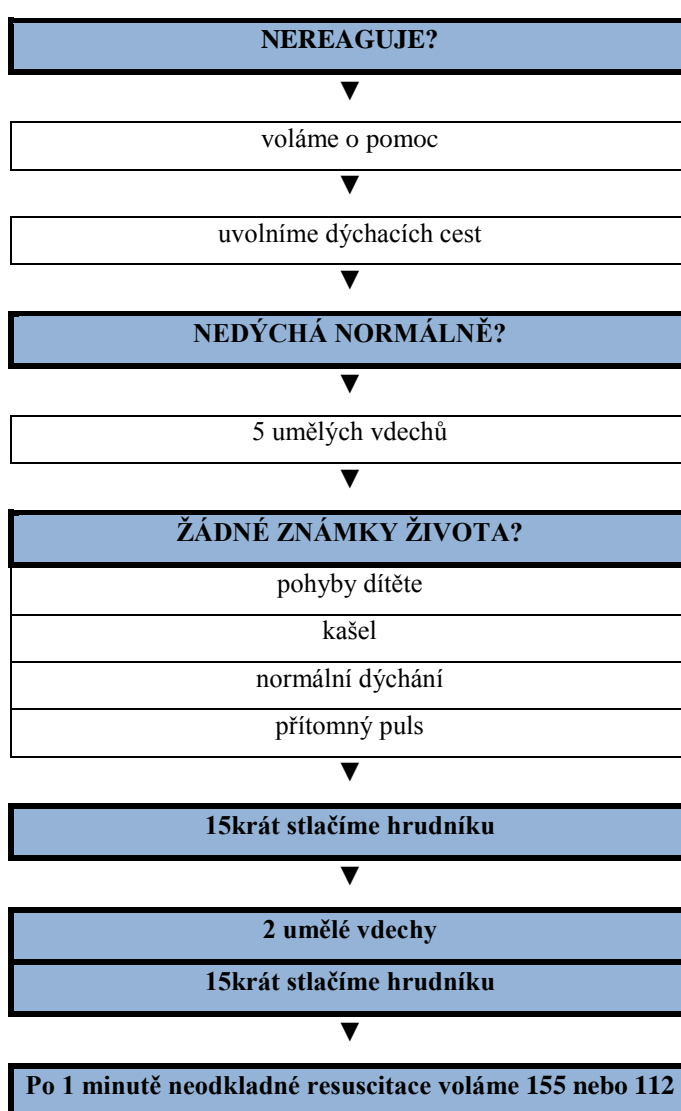 NEREAGUJE?
▼
voláme o pomoc
▼
uvolníme dýchacích cest
▼
NEDÝCHÁ NORMÁLNĚ?
▼
5 umělých vdechů
▼
ŽÁDNÉ ZNÁMKY ŽIVOTA?
pohyby dítěte
kašel
normální dýchání
přítomný puls
▼
15krát stlačíme hrudníku
▼
2 umělé vdechy
15krát stlačíme hrudníku
▼
Po 1 minutě neodkladné resuscitace voláme 155 nebo 112